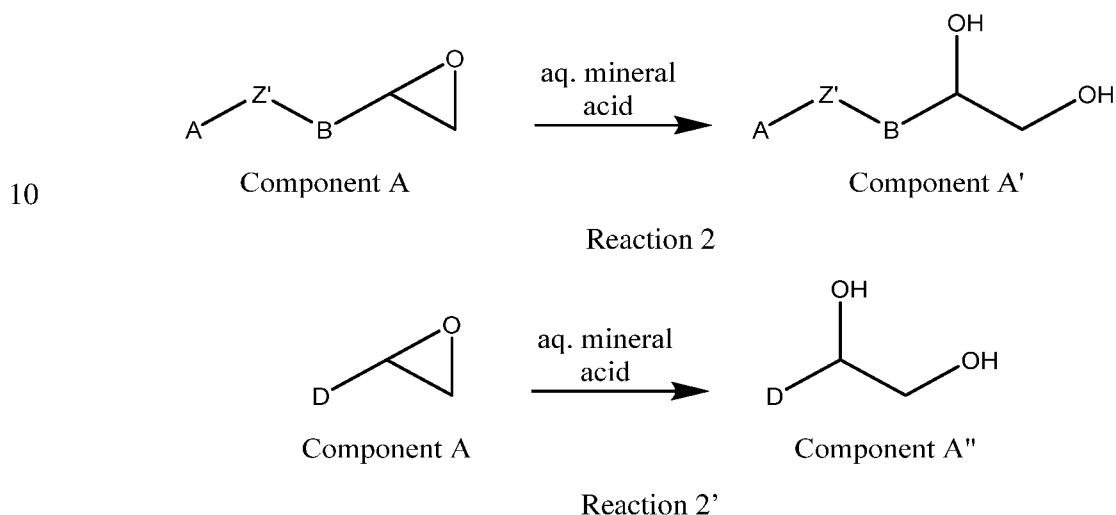 O
OH
aq. mineral
acid
A Z' B
A Z' B OH
Component A
Component A'
10
Reaction 2
O
OH
aq. mineral
acid
OH
D
D
Component A
Component A"
Reaction 2’